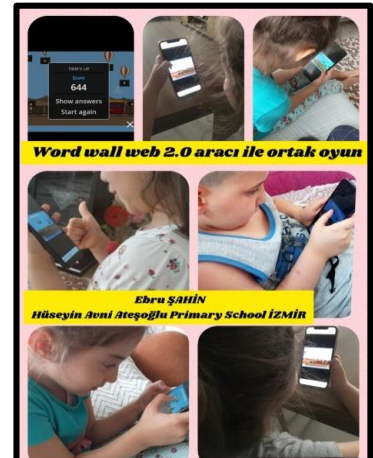 TIME'S UP
Score
644
Show answers
Start again
Word wall web 2.0 aracı ile ortak oyun
Ebru ŞAHİN
Hüseyin Avni Ateşoğlu Primary School İZMİR